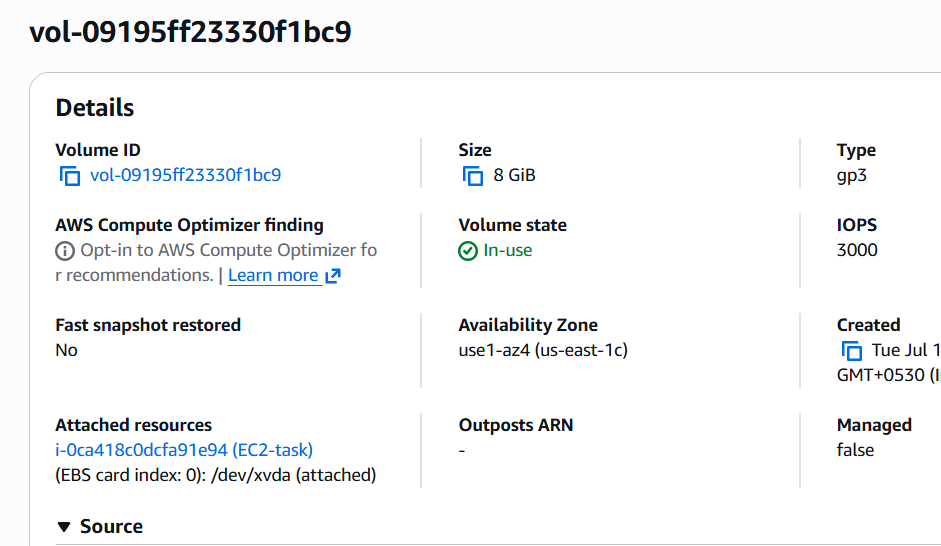 vol-09195ff23330f1bc9
Details
Volume ID
vol-09195ff23330f1bc9
Size
8 GiB
Type
gp3
AWS Compute Optimizer finding
Opt-in to AWS Compute Optimizer fo
r recommendations. | Learn more
Volume state
In-use
IOPS
3000
Fast snapshot restored
No
Availability Zone
use1-az4 (us-east-1c)
Created
Tue Jul 1
GMT+0530 (I
Attached resources
i-0ca418c0dcfa91e94 (EC2-task)
(EBS card index: 0): /dev/xvda (attached)
Outposts ARN
-
Managed
false
Source